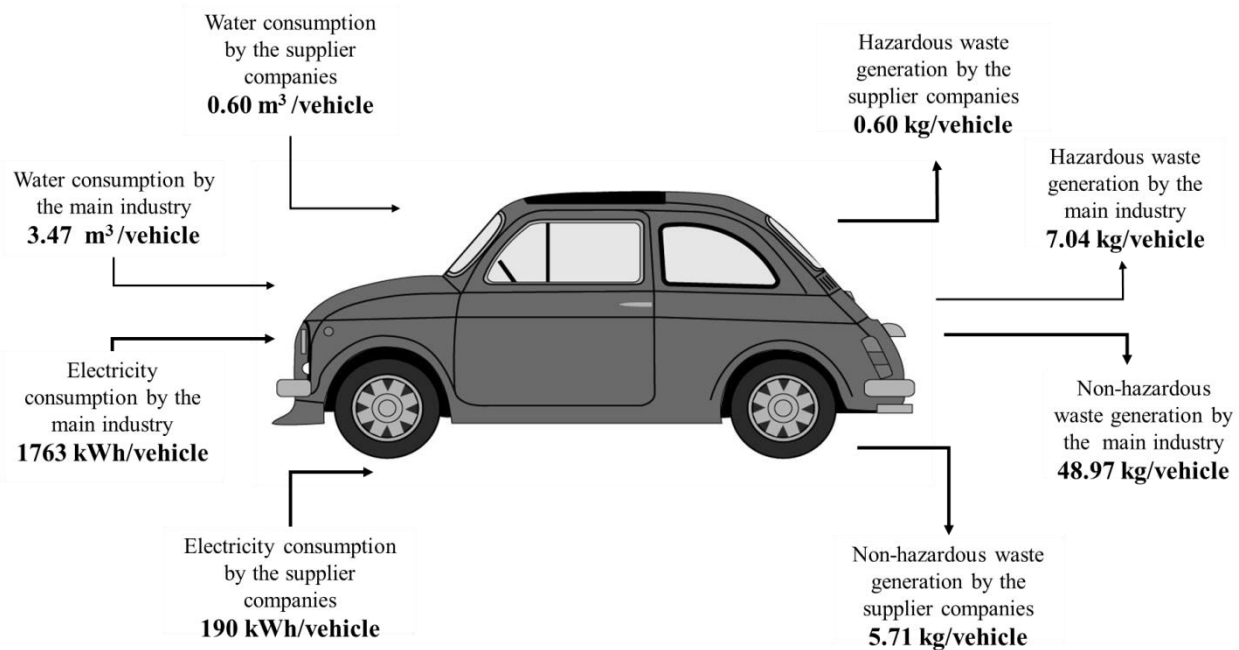 Water consumption
by the supplier
companies
0.60 m³/vehicle
Water consumption by
the main industry
3.47 m³/vehicle
Electricity
consumption by the
main industry
1763 kWh/vehicle
Electricity consumption
by the supplier
companies
190 kWh/vehicle
Hazardous waste
generation by the
supplier companies
0.60 kg/vehicle
Hazardous waste
generation by the
main industry
7.04 kg/vehicle
Non-hazardous
waste generation by
the main industry
48.97 kg/vehicle
Non-hazardous waste
generation by the
supplier companies
5.71 kg/vehicle